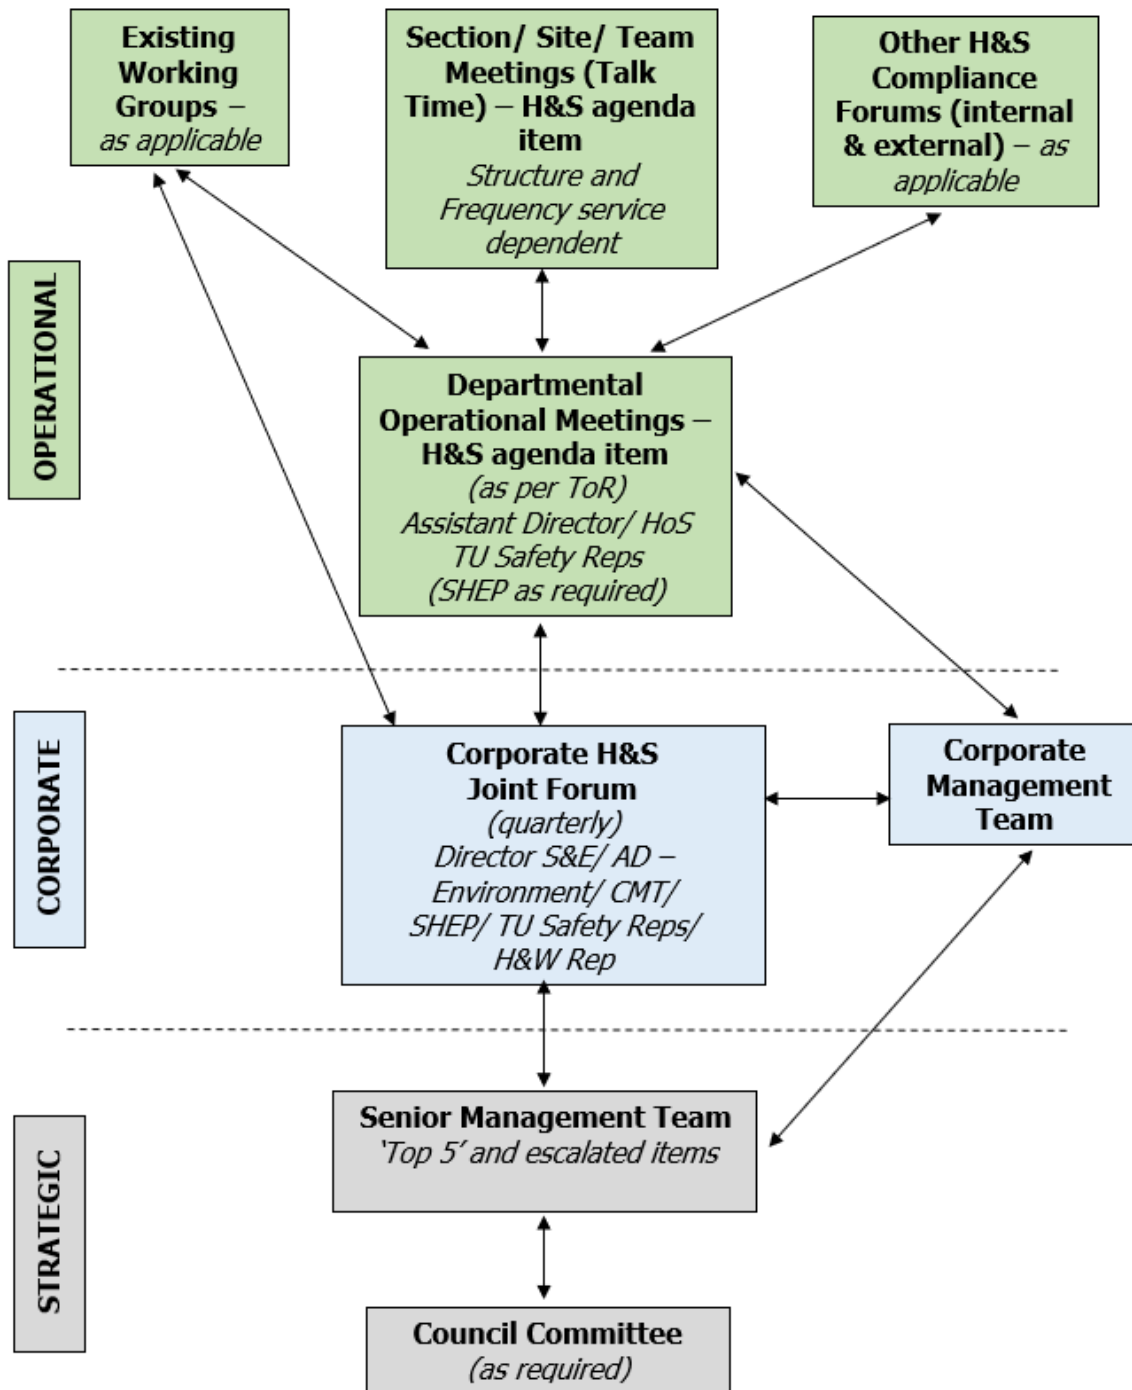 Existing
Working
Groups – 
as applicable
Section/ Site/ Team
Meetings (Talk
Time) – H&S agenda
item
Structure and
Frequency service
dependent
Other H&S
Compliance
Forums (internal
& external) – as
applicable
OPERATIONAL
Departmental
Operational Meetings –
H&S agenda item
(as per ToR)
Assistant Director/ HoS
TU Safety Reps
(SHEP as required)
CORPORATE
Corporate H&S
Joint Forum
(quarterly)
Director S&E/ AD –
Environment/ CMT/
SHEP/ TU Safety Reps/
H&W Rep
Corporate
Management
Team
STRATEGIC
Senior Management Team
‘Top 5’ and escalated items
Council Committee
(as required)